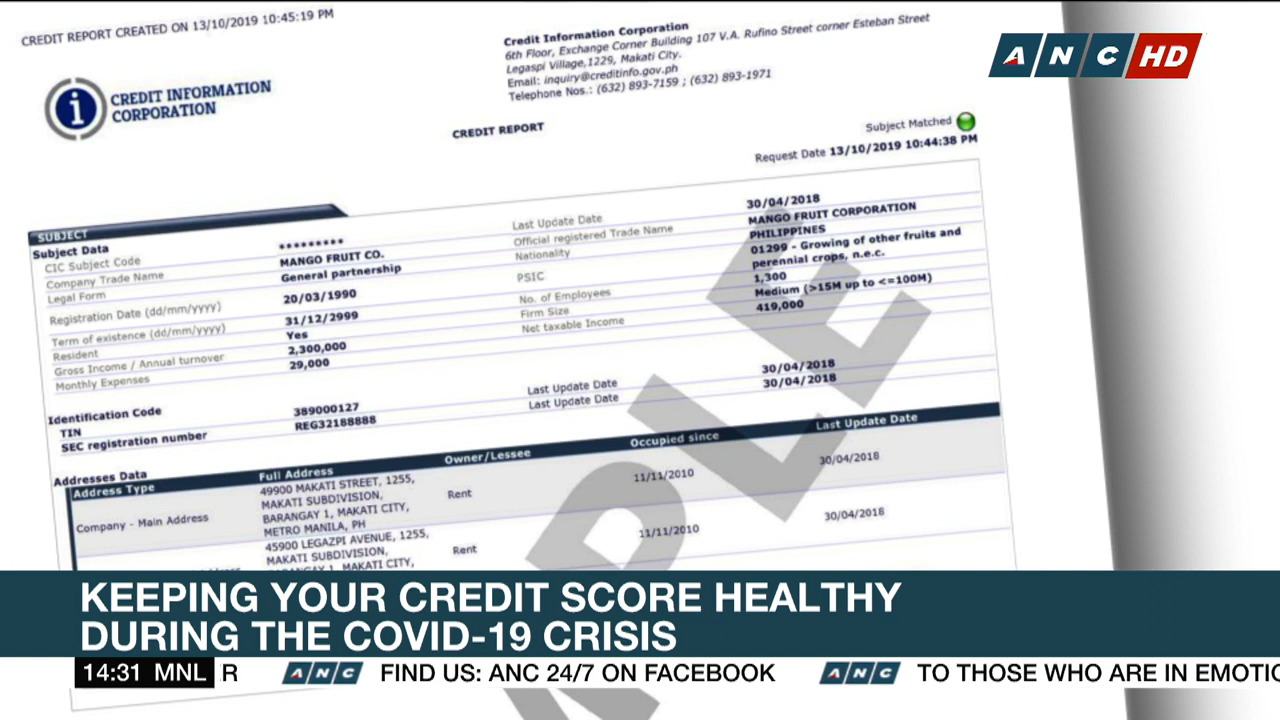 CREDIT REPORT CREATED ON 13/10/2019 10:45:19 PM
ANC HD
CREDIT INFORMATION
CORPORATION
Credit Information Corporation
6th Floor, Exchange Corner Building 107 V.A. Rufino Street corner Esteban Street
Legaspi Village,1229, Makati City.
Email: inquiry@creditinfo.gov.ph
Telephone Nos.: (632) 893-7159 ; (632) 893-1971
CREDIT REPORT
Subject Matched
Request Date 13/10/2019 10:44:38 PM
SUBJECT
Subject Data
CIC Subject Code ********* Last Update Date 30/04/2018
Company Trade Name MANGO FRUIT CO. Official registered Trade Name MANGO FRUIT CORPORATION
Legal Form General partnership Nationality PHILIPPINES
Registration Date (dd/mm/yyyy) 20/03/1990 PSIC 01299 - Growing of other fruits and
perennial crops, n.e.c.
Term of existence (dd/mm/yyyy) 31/12/2999 No. of Employees 1,300
Resident Yes Firm Size Medium (>15M up to <=100M)
Gross Income / Annual turnover 2,300,000 Net taxable Income 419,000
Monthly Expenses 29,000
Identification Code
TIN 389000127 Last Update Date 30/04/2018
SEC registration number REG32188888 Last Update Date 30/04/2018
Addresses Data
Address Type Full Address Owner/Lessee Occupied since Last Update Date
Company - Main Address 49900 MAKATI STREET, 1255, Rent 11/11/2010 30/04/2018
MAKATI SUBDIVISION,
BARANGAY 1, MAKATI CITY,
METRO MANILA, PH
45900 LEGAZPI AVENUE, 1255, Rent 11/11/2010 30/04/2018
MAKATI SUBDIVISION,
BARANGAY 1, MAKATI CITY,
PLE
KEEPING YOUR CREDIT SCORE HEALTHY
DURING THE COVID-19 CRISIS
14:31 MNL R ANC FIND US: ANC 24/7 ON FACEBOOK ANC TO THOSE WHO ARE IN EMOTIO